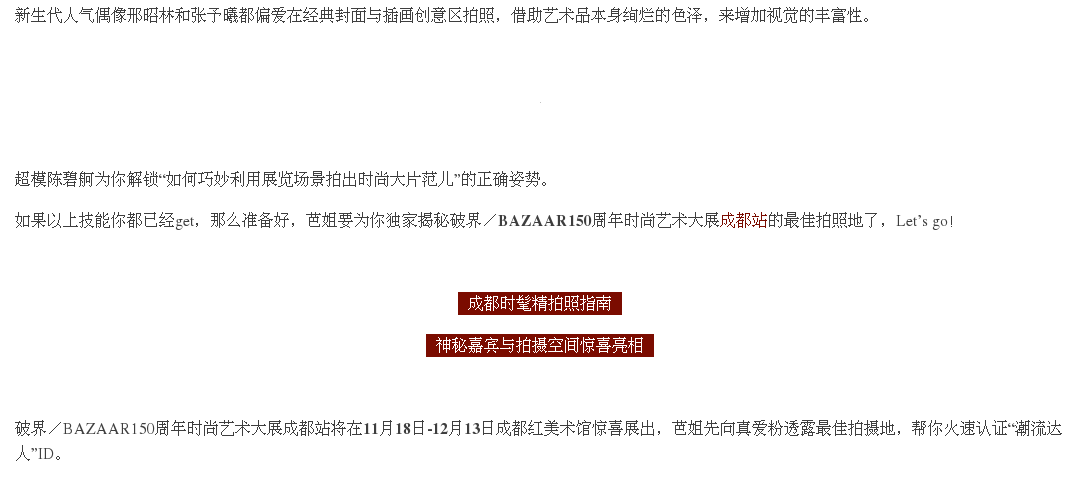 新生代人气偶像邢昭林和张予曦都偏爱在经典封面与插画创意区拍照，借助艺术品本身绚烂的色泽，来增加视觉的丰富性。
超模陈碧舸为你解锁“如何巧妙利用展览场景拍出时尚大片范儿”的正确姿势。
如果以上技能你都已经get，那么准备好，芭姐要为你独家揭秘破界／BAZAAR150周年时尚艺术大展成都站的最佳拍照地了，Let’s go!
成都时髦精拍照指南
神秘嘉宾与拍摄空间惊喜亮相
破界／BAZAAR150周年时尚艺术大展成都站将在11月18日-12月13日成都红美术馆惊喜展出，芭姐先向真爱粉透露最佳拍摄地，帮你火速认证“潮流达
人”ID。